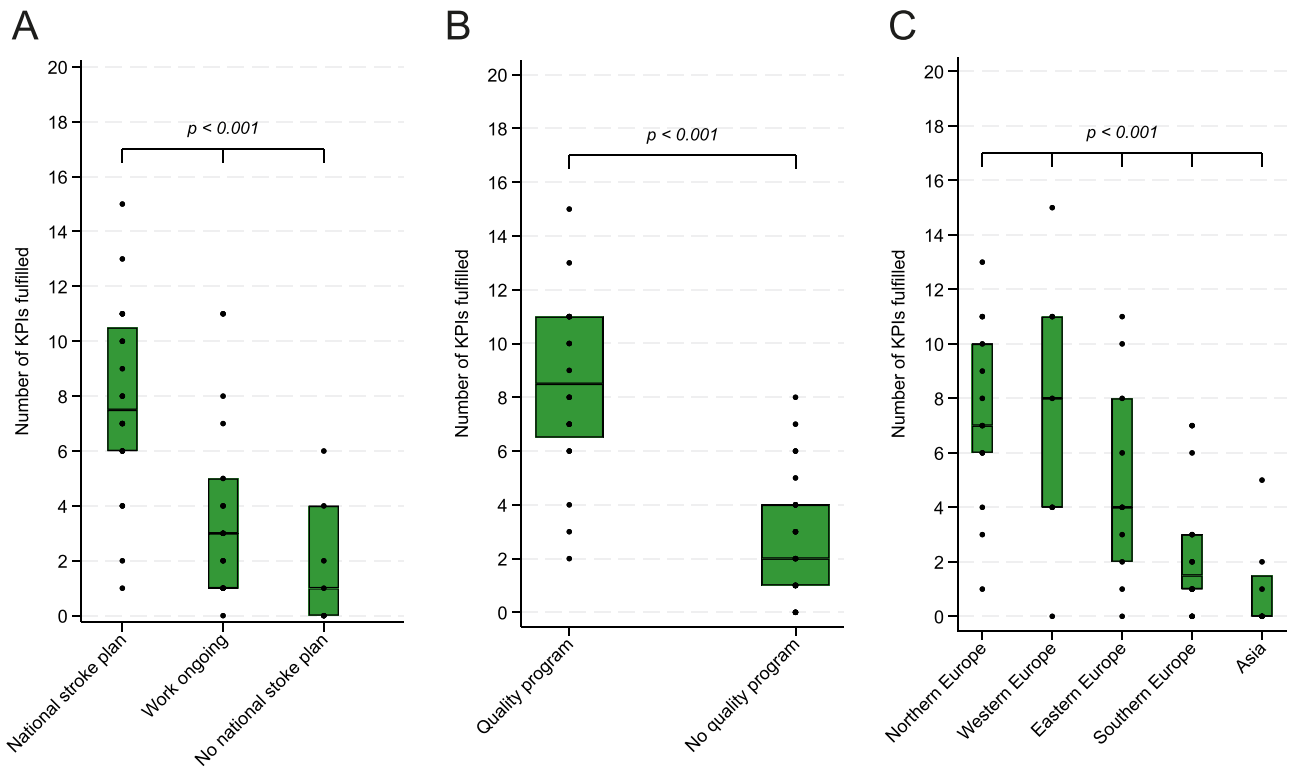 A
Number of KPIs fulfilled
20
18
16
14
12
10
8
6
4
2
0
p < 0.001
National stroke plan
Work ongoing
No national stoke plan
B
Number of KPIs fulfilled
20
18
16
14
12
10
8
6
4
2
0
p < 0.001
Quality program
No quality program
C
Number of KPIs fulfilled
20
18
16
14
12
10
8
6
4
2
0
p < 0.001
Northern Europe
Western Europe
Eastern Europe
Southern Europe
Asia